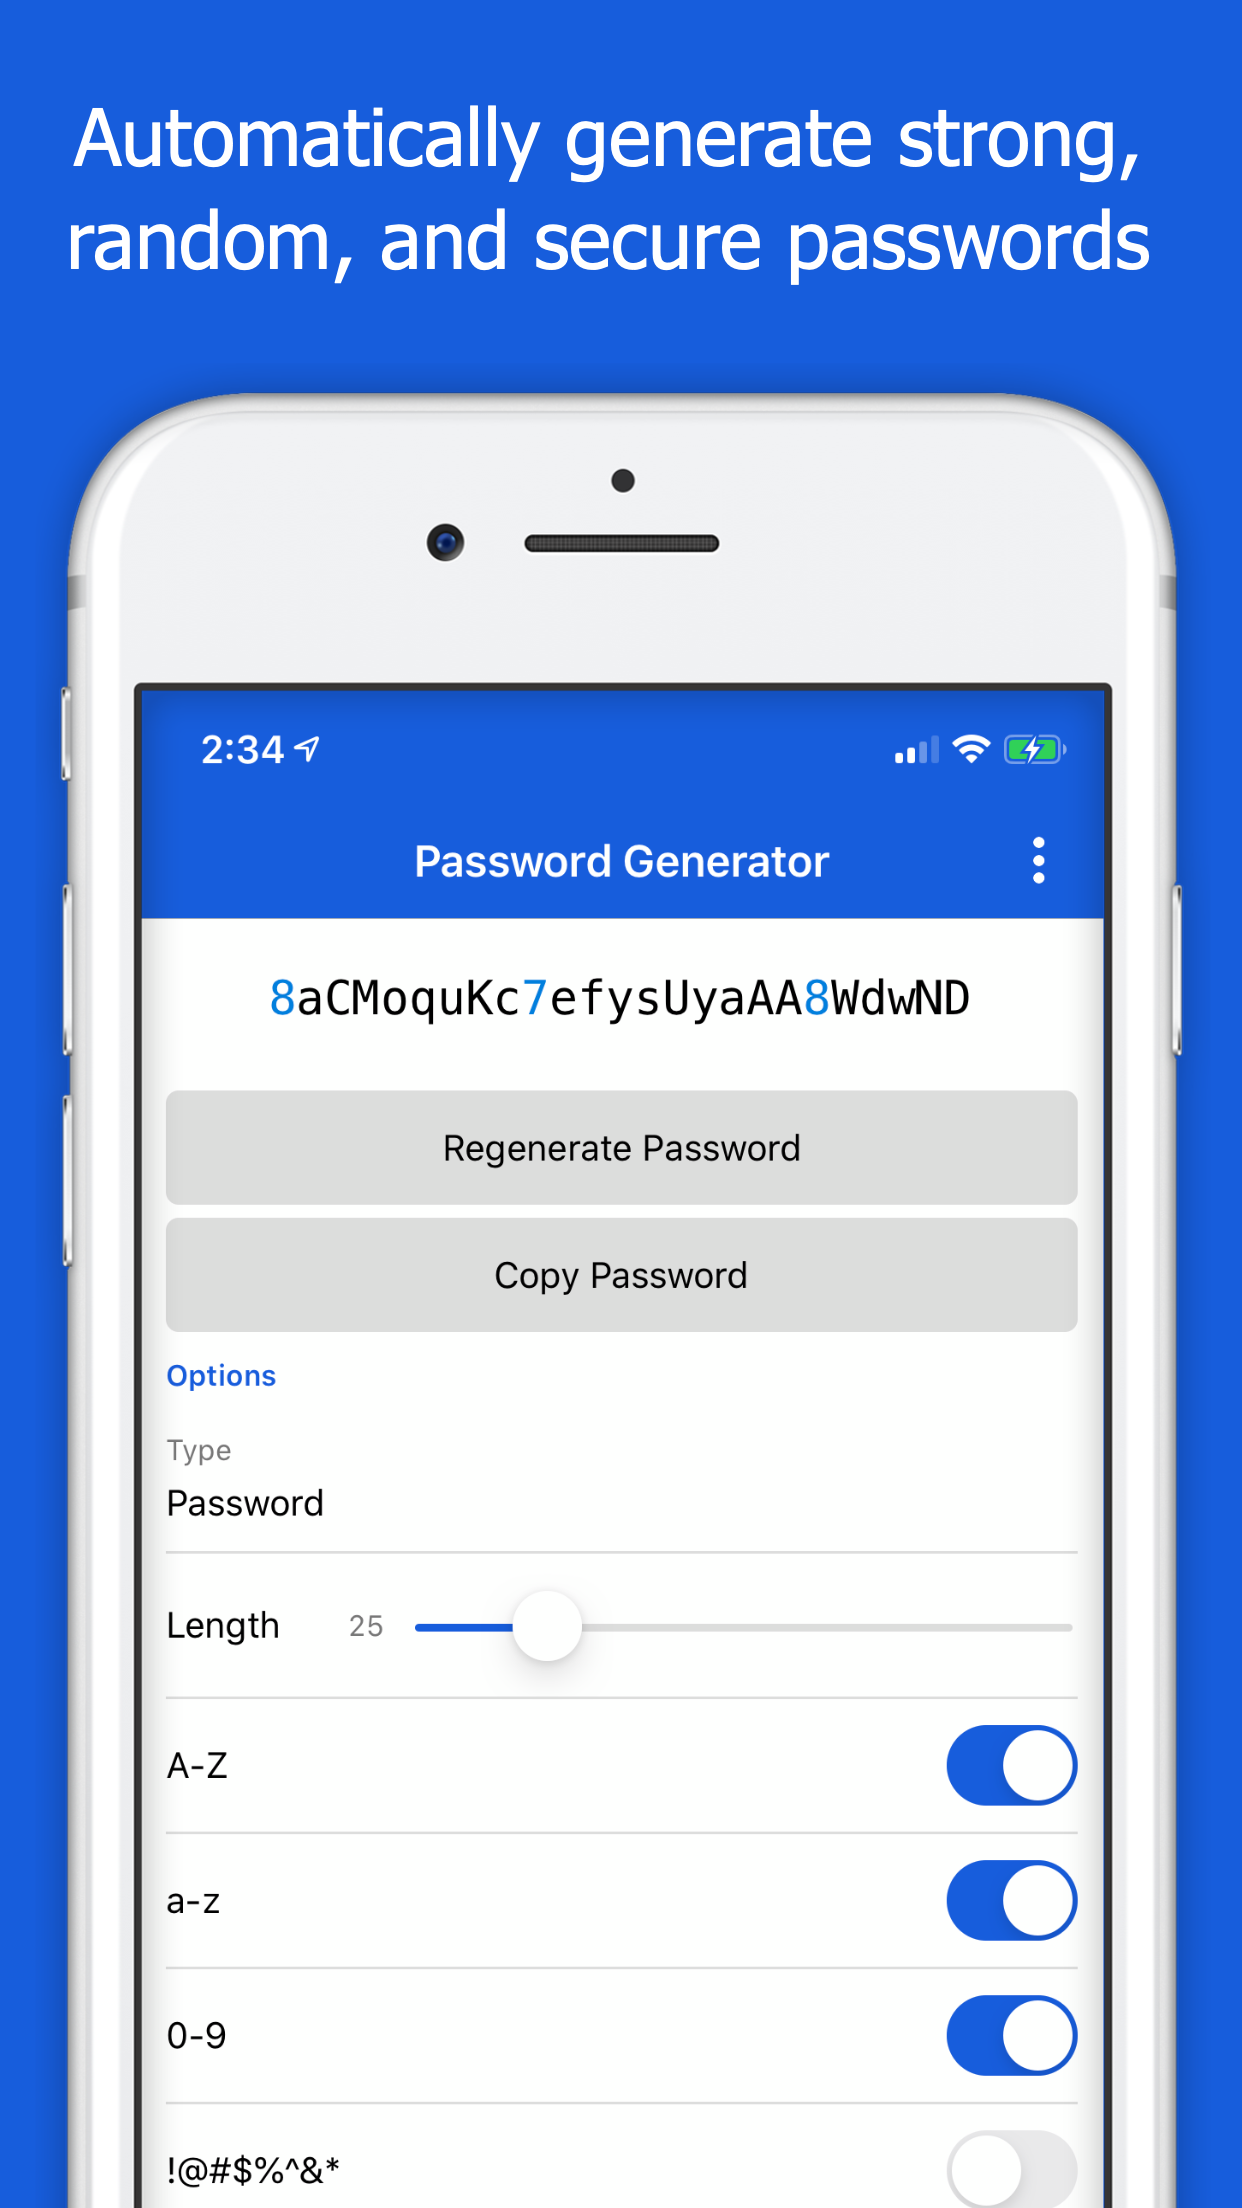 Automatically generate strong,
random, and secure passwords
2:34
Password Generator
8aCMoquKc7efysUyaAA8WdwND
Regenerate Password
Copy Password
Options
Type
Password
Length 25
A-Z
a-z
0-9
!@#$%^&*